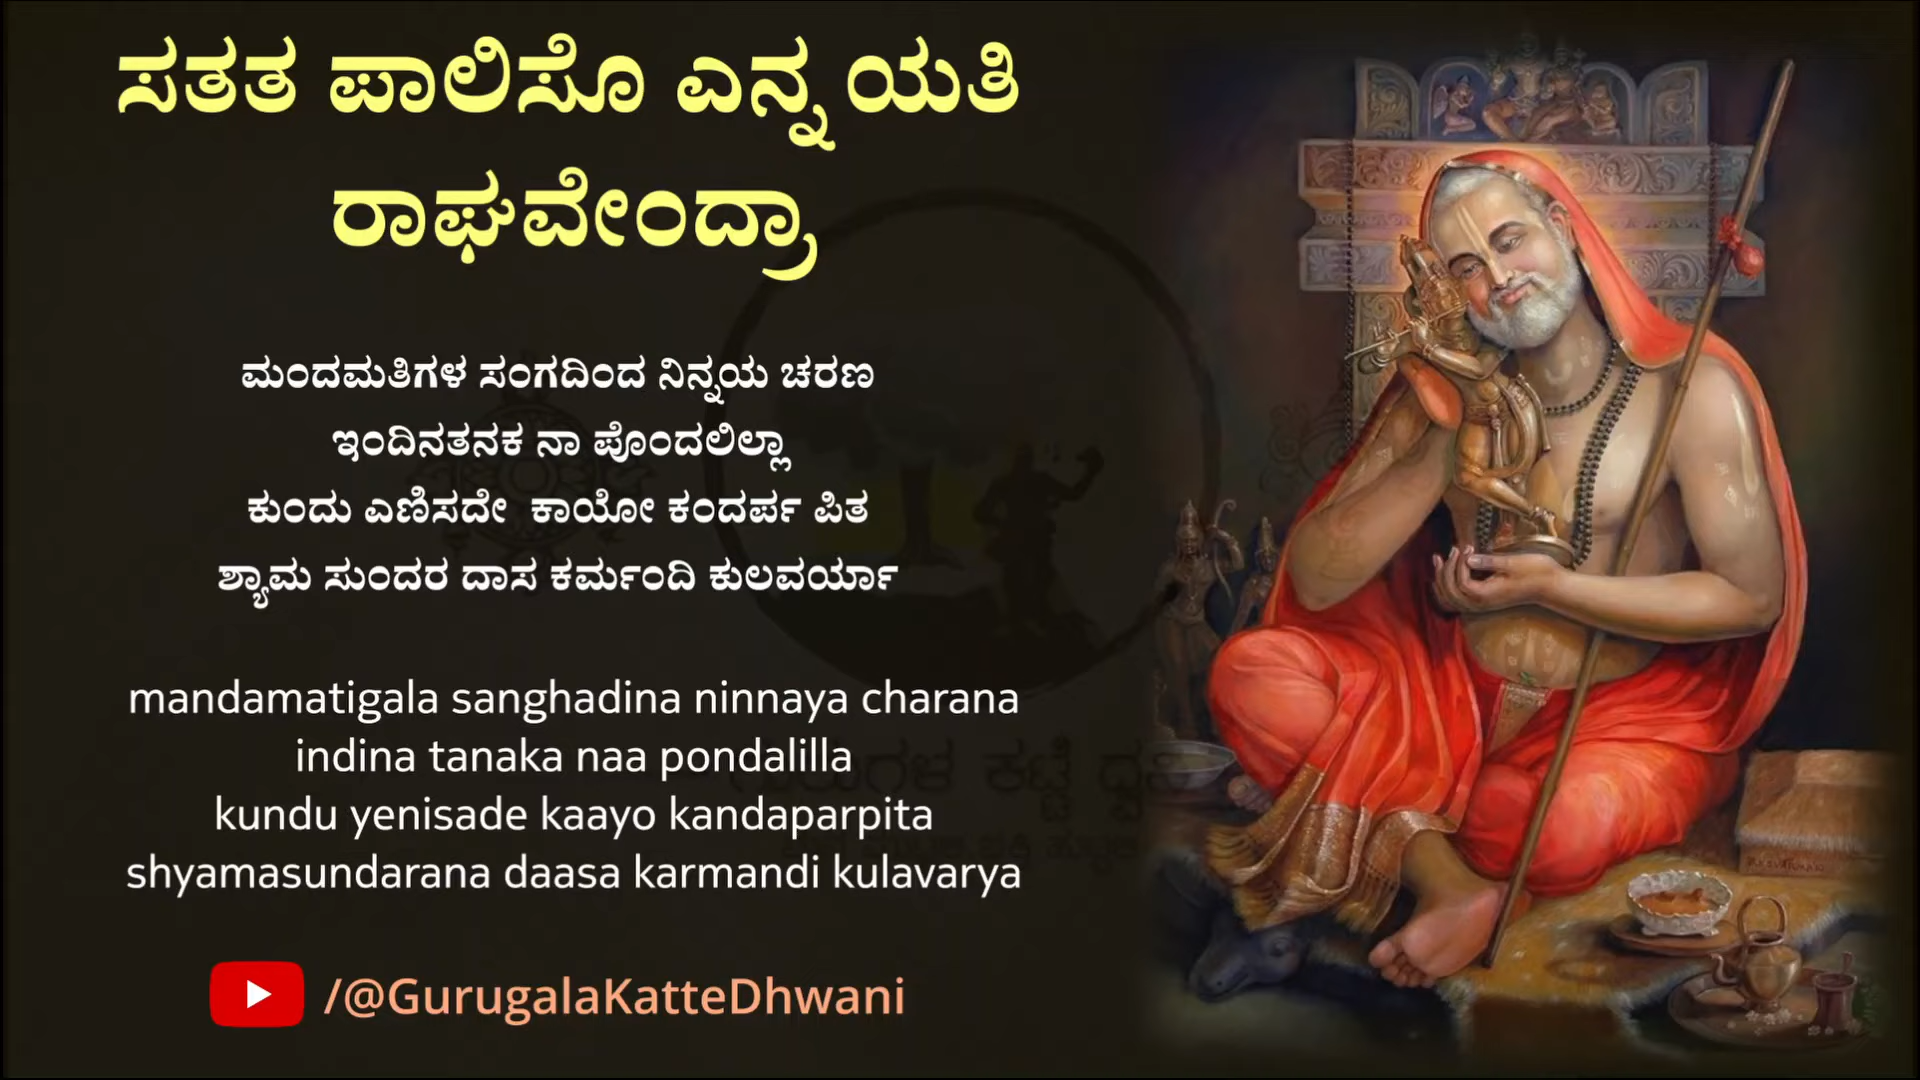 ಸತತ ಪಾಲಿಸೊ ಎನ್ನ ಯತಿ
ರಾಘವೇಂದ್ರಾ
ಮಂದಮತಿಗಳ ಸಂಗದಿಂದ ನಿನ್ನಯ ಚರಣ
ಇಂದಿನತನಕ ನಾ ಪೊಂದಲಿಲ್ಲಾ
ಕುಂದು ಎಣಿಸದೇ ಕಾಯೋ ಕಂದರ್ಪ ಪಿತ
ಶ್ಯಾಮ ಸುಂದರ ದಾಸ ಕರ್ಮಂದಿ ಕುಲವರ್ಯಾ
mandamatigala sanghadina ninnaya charana
indina tanaka naa pondalilla
kundu yenisade kaayo kandaparpita
shyamasundarana daasa karmandi kulavarya
/@GurugalaKatteDhwani